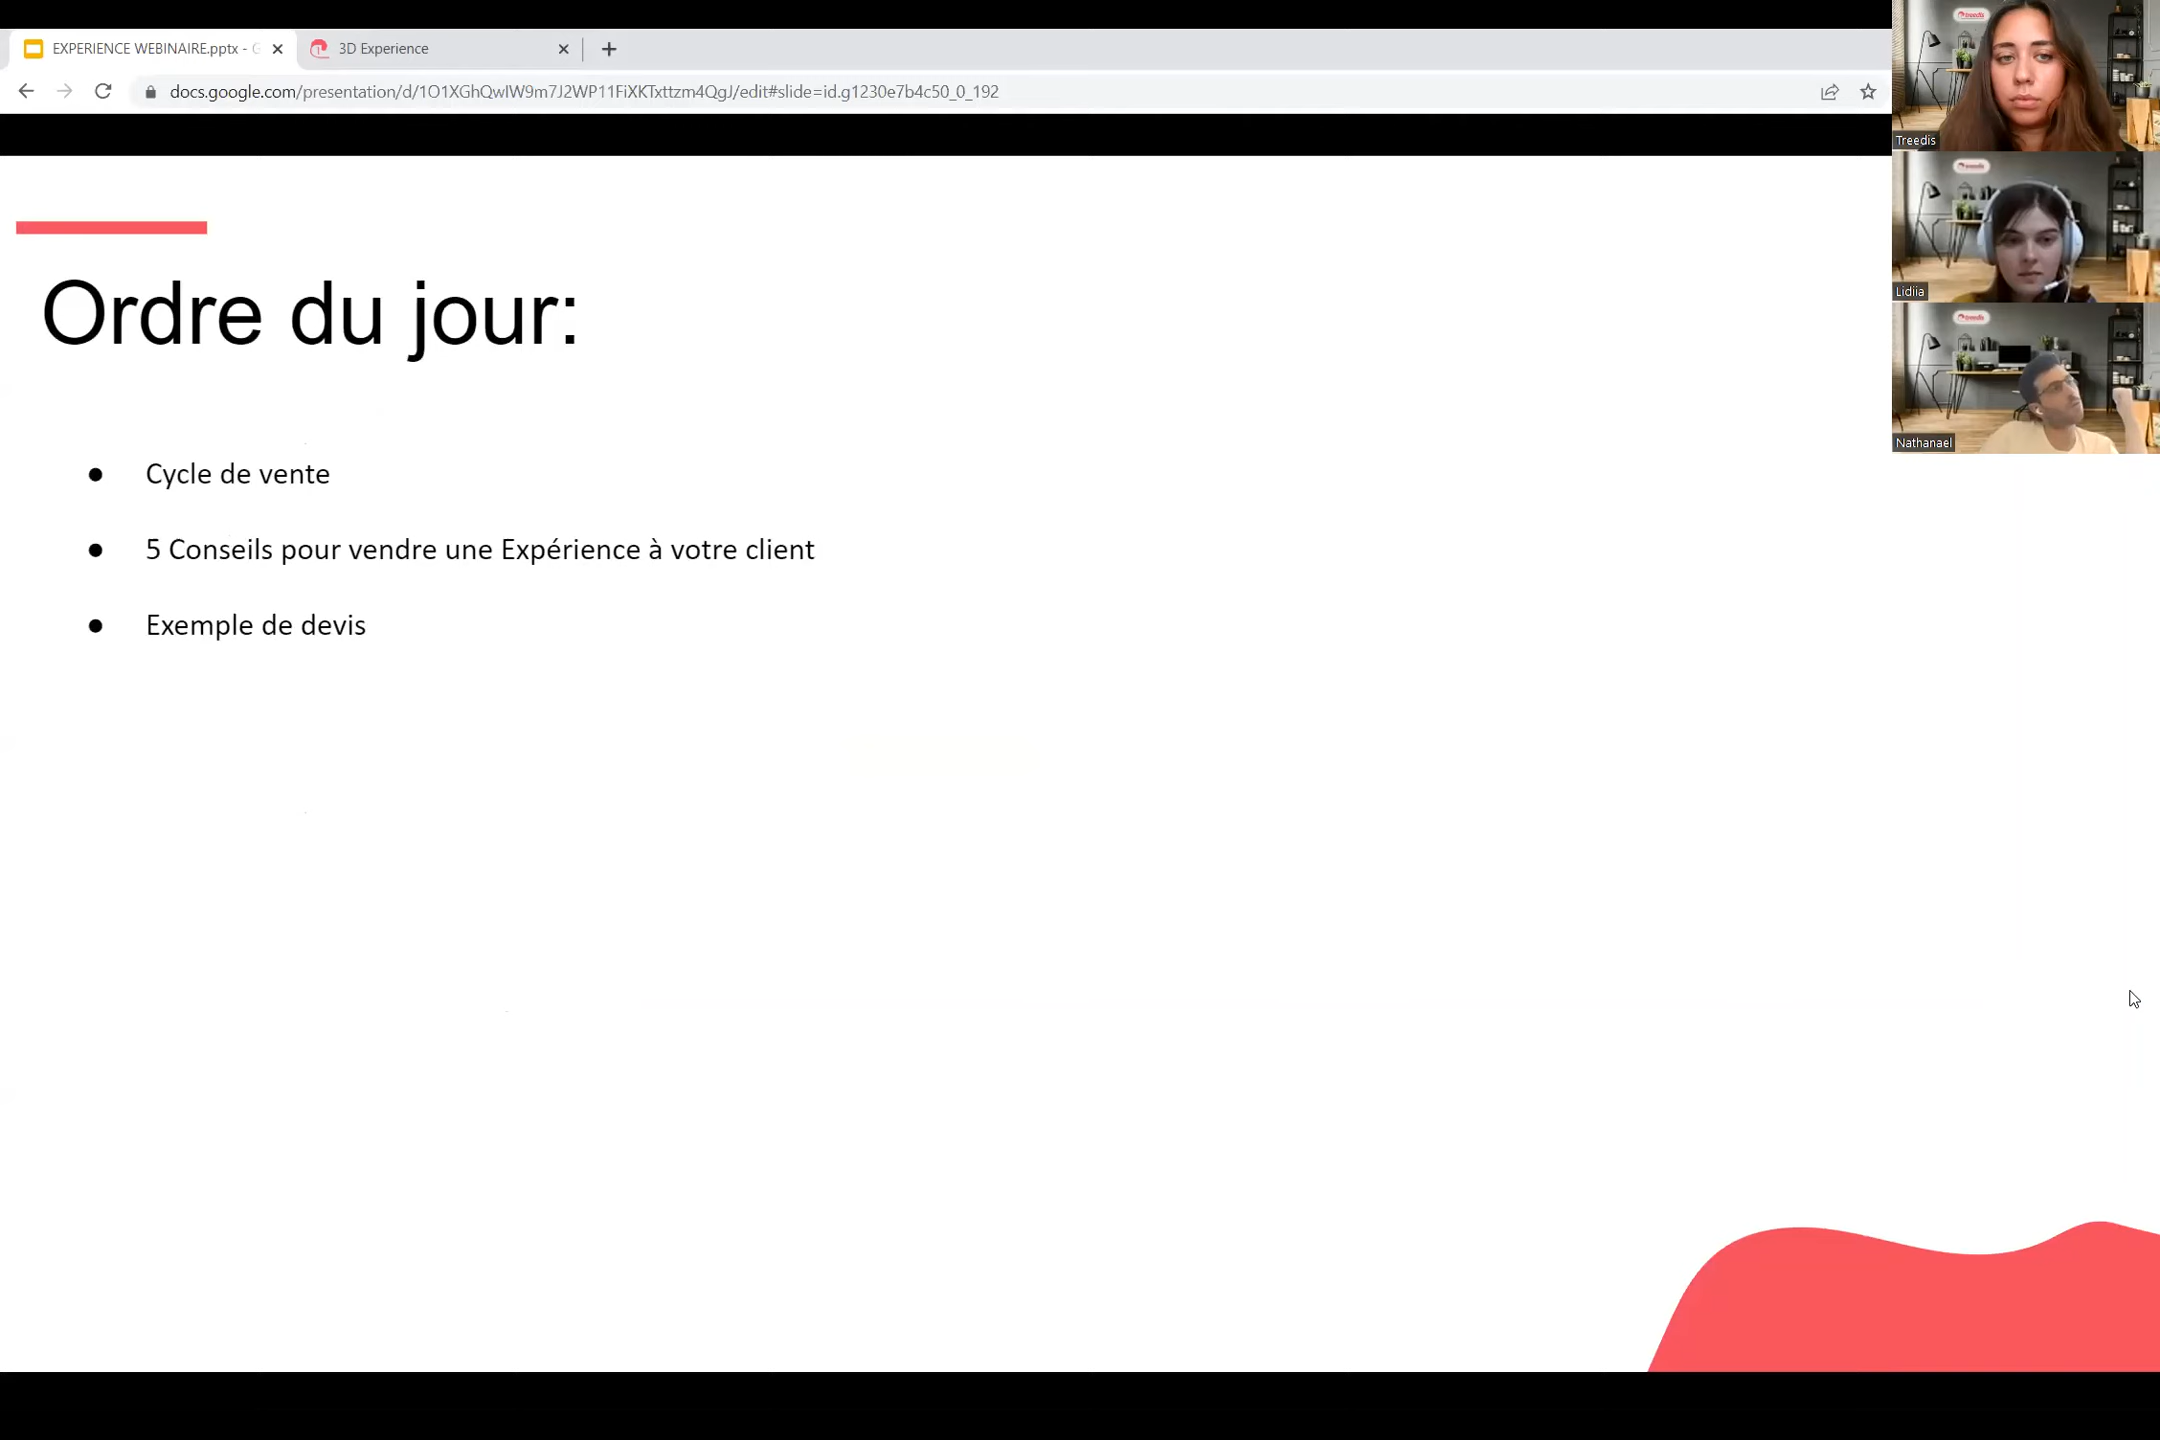 EXPERIENCE WEBINAIRE.pptx - G
3D Experience
docs.google.com/presentation/d/1O1XGhQwIW9m7J2WP11FiXKTxttzm4QgJ/edit#slide=id.g1230e7b4c50_0_192
Treedis
Lidiia
Nathanael
Ordre du jour:
● Cycle de vente
● 5 Conseils pour vendre une Expérience à votre client
● Exemple de devis